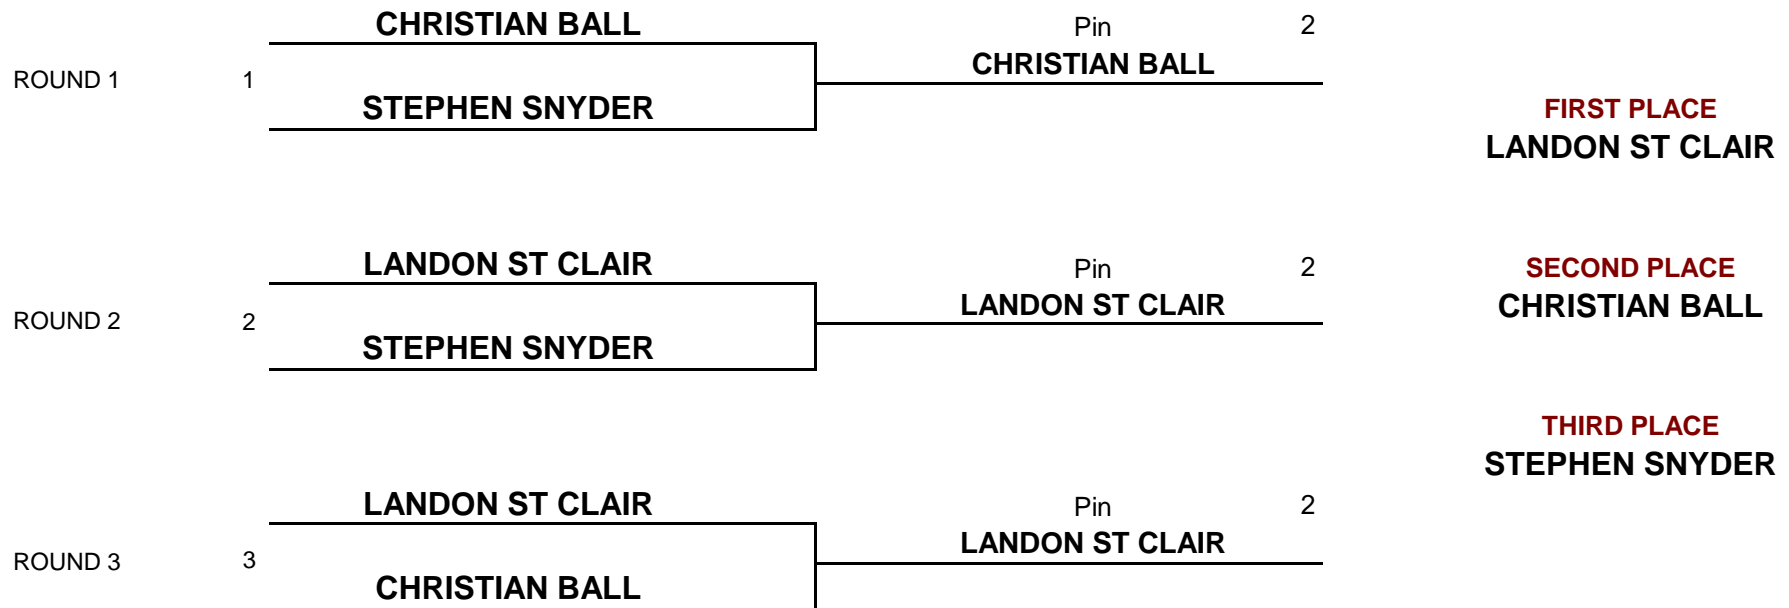 CHRISTIAN BALL
Pin 2
CHRISTIAN BALL
ROUND 1 1
STEPHEN SNYDER
FIRST PLACE
LANDON ST CLAIR
LANDON ST CLAIR
Pin 2
SECOND PLACE
LANDON ST CLAIR
CHRISTIAN BALL
ROUND 2 2
STEPHEN SNYDER
THIRD PLACE
STEPHEN SNYDER
LANDON ST CLAIR
Pin 2
LANDON ST CLAIR
ROUND 3 3
CHRISTIAN BALL